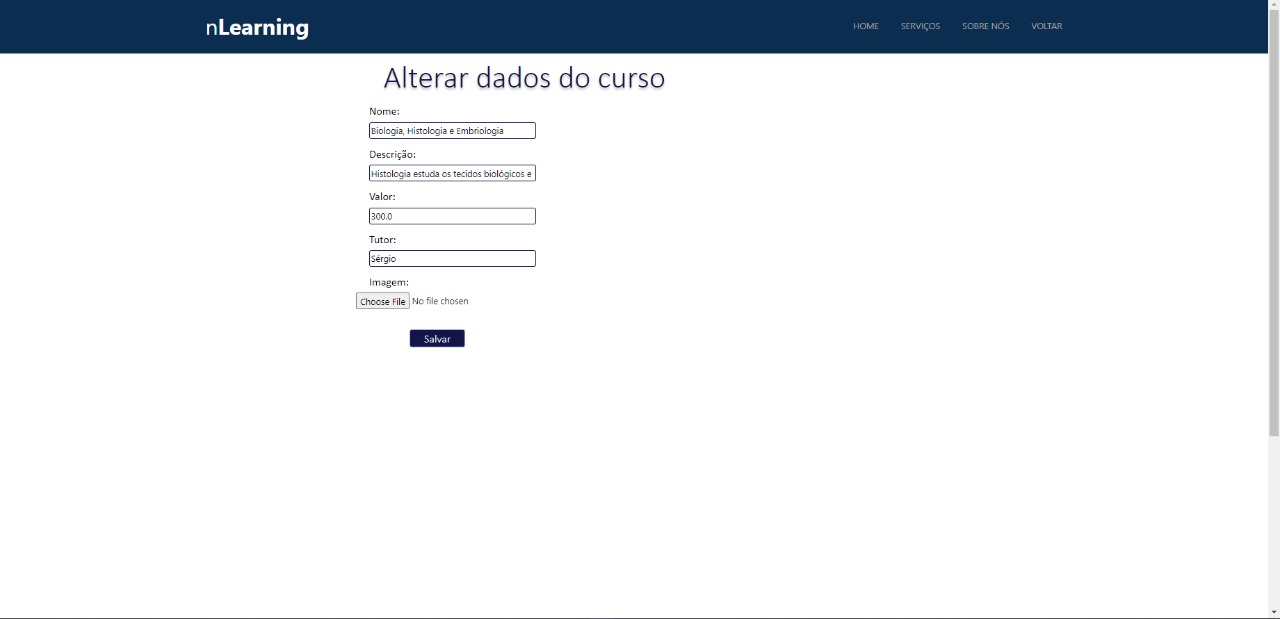 nLearning
HOME SERVIÇOS SOBRE NÓS VOLTAR
Alterar dados do curso
Nome:
Biologia, Histologia e Embriologia
Descrição:
Histologia estuda os tecidos biológicos e
Valor:
300.0
Tutor:
Sérgio
Imagem:
Choose File No file chosen
Salvar